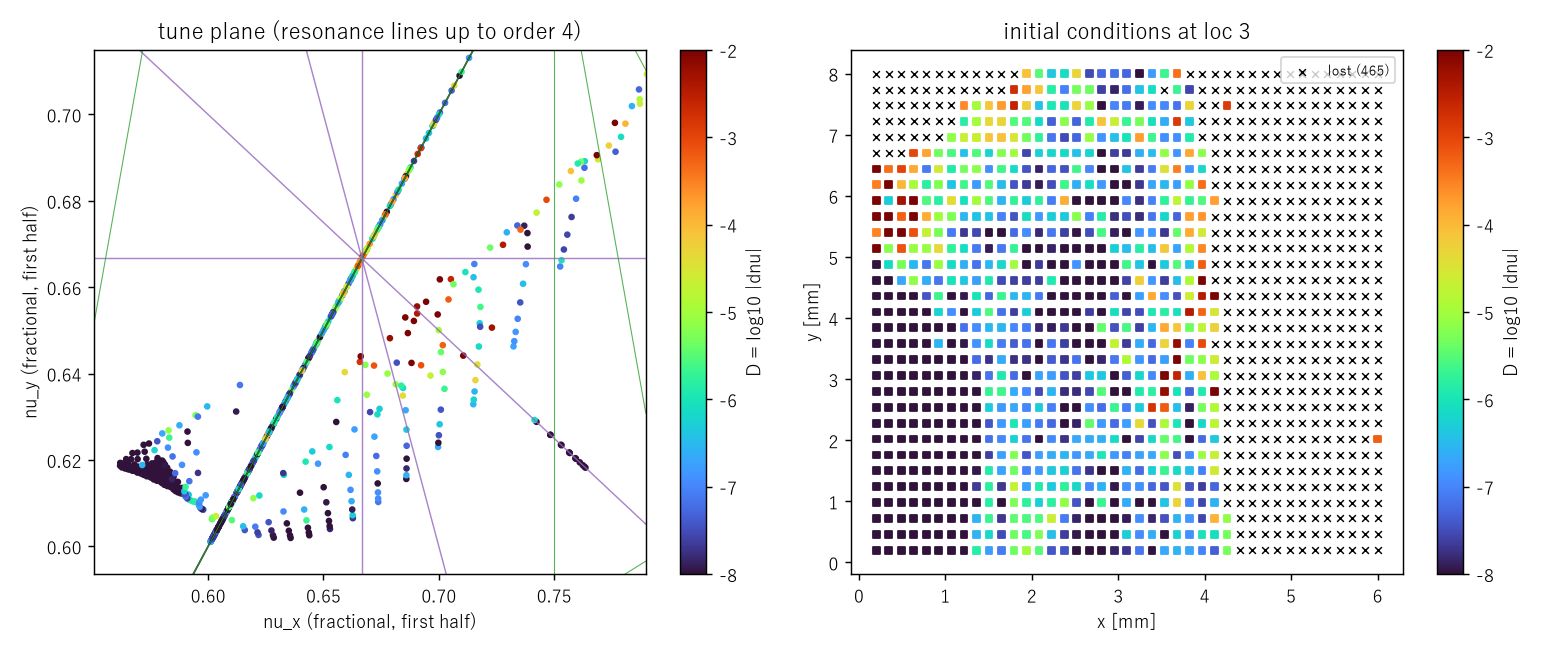 tune plane (resonance lines up to order 4)
0.70
0.68
0.66
0.64
0.62
0.60
nu_y (fractional, first half)
0.60 0.65 0.70 0.75
nu_x (fractional, first half)
-2
-3
-4
-5
-6
-7
-8
D = log10 |dnu|
initial conditions at loc 3
lost (465)
8
7
6
5
4
3
2
1
0
y [mm]
0 1 2 3 4 5 6
x [mm]
-2
-3
-4
-5
-6
-7
-8
D = log10 |dnu|